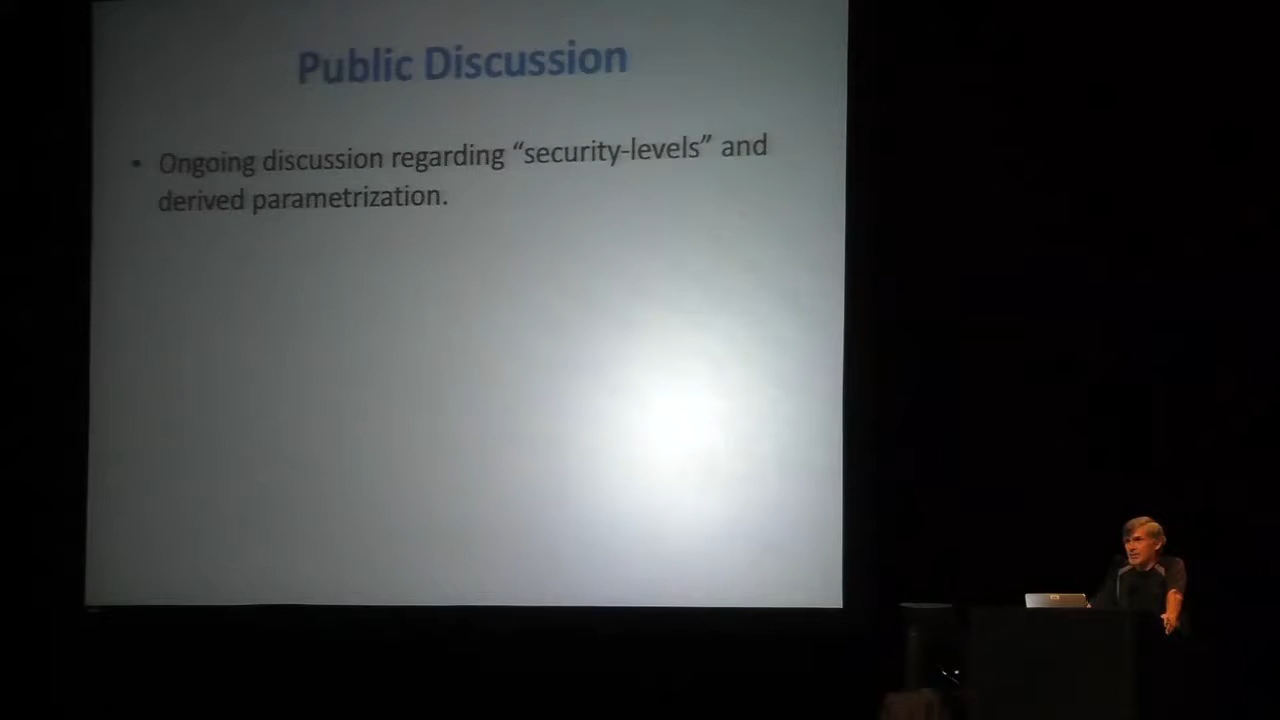 Public Discussion
• Ongoing discussion regarding “security-levels” and
derived parametrization.